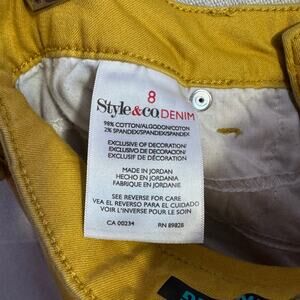 8
Style&co.DENIM
98% COTTON/ALGODON/COTON
2% SPANDEX/SPANDEX/SPANDEX
EXCLUSIVE OF DECORATION/
EXCLUSIVO DE DECORACION/
EXCLUSIF DE DÉCORATION
MADE IN JORDAN
HECHO EN JORDANIA
FABRIQUE EN JORDANIE
SEE REVERSE FOR CARE
VEA EL REVERSO PARA EL CUIDADO
VOIR L'INVERSE POUR LE SOIN
CA 00234 RN 89828